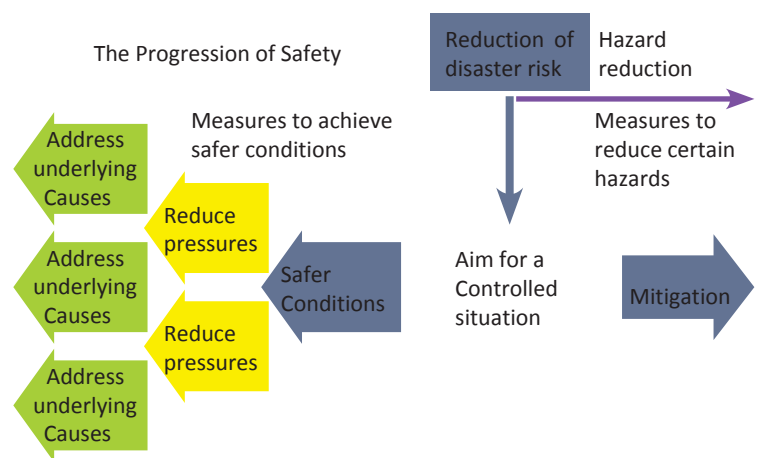 The Progression of Safety
Reduction of
disaster risk
Hazard
reduction
Measures to achieve
safer conditions
Measures to
reduce certain
hazards
Address
underlying
Causes
Address
underlying
Causes
Address
underlying
Causes
Reduce
pressures
Reduce
pressures
Safer
Conditions
Aim for a
Controlled
situation
Mitigation